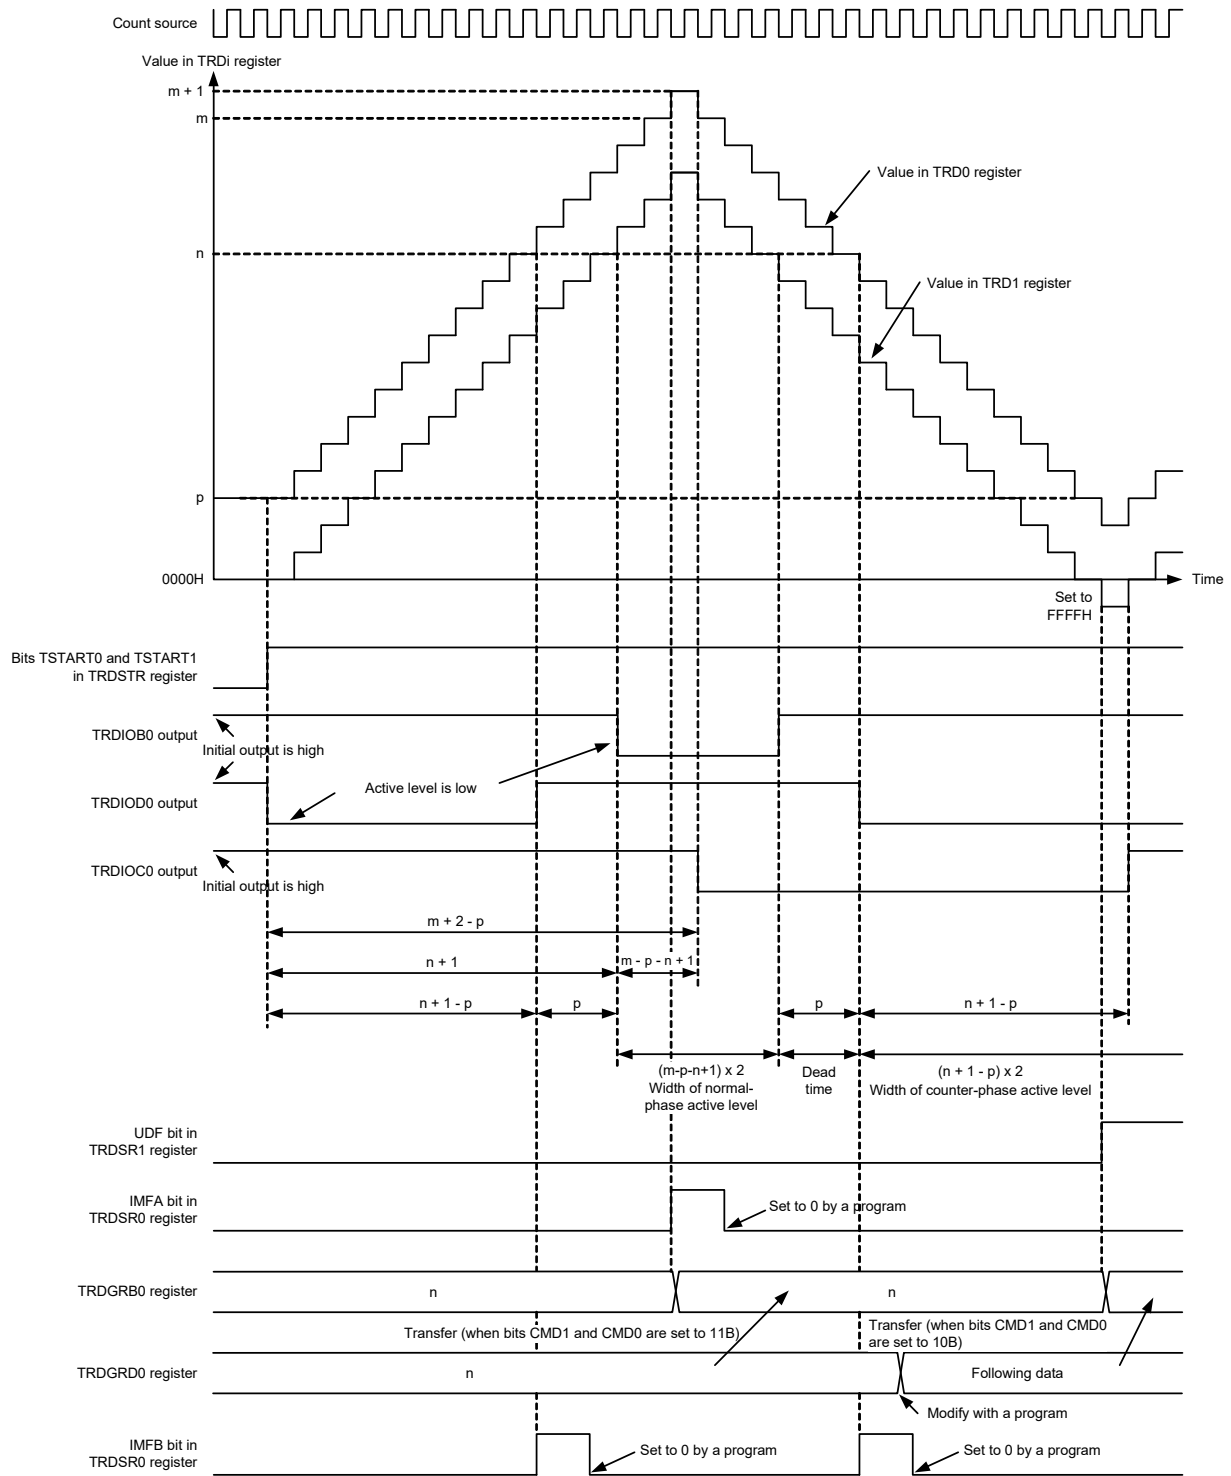 Count source
Value in TRDi register
m + 1
m
Value in TRD0 register
n
Value in TRD1 register
p
0000H
Time
Set to
FFFFH
Bits TSTART0 and TSTART1
in TRDSTR register
TRDIOB0 output
Initial output is high
Active level is low
TRDIOD0 output
TRDIOC0 output
Initial output is high
m + 2 - p
n + 1
m - p - n + 1
n + 1 - p
p
p
n + 1 - p
(m-p-n+1) x 2
Width of normal-
phase active level
Dead
time
(n + 1 - p) x 2
Width of counter-phase active level
UDF bit in
TRDSR1 register
IMFA bit in
TRDSR0 register
Set to 0 by a program
TRDGRB0 register
n
n
Transfer (when bits CMD1 and CMD0 are set to 11B)
Transfer (when bits CMD1 and CMD0
are set to 10B)
TRDGRD0 register
n
Following data
Modify with a program
IMFB bit in
TRDSR0 register
Set to 0 by a program
Set to 0 by a program